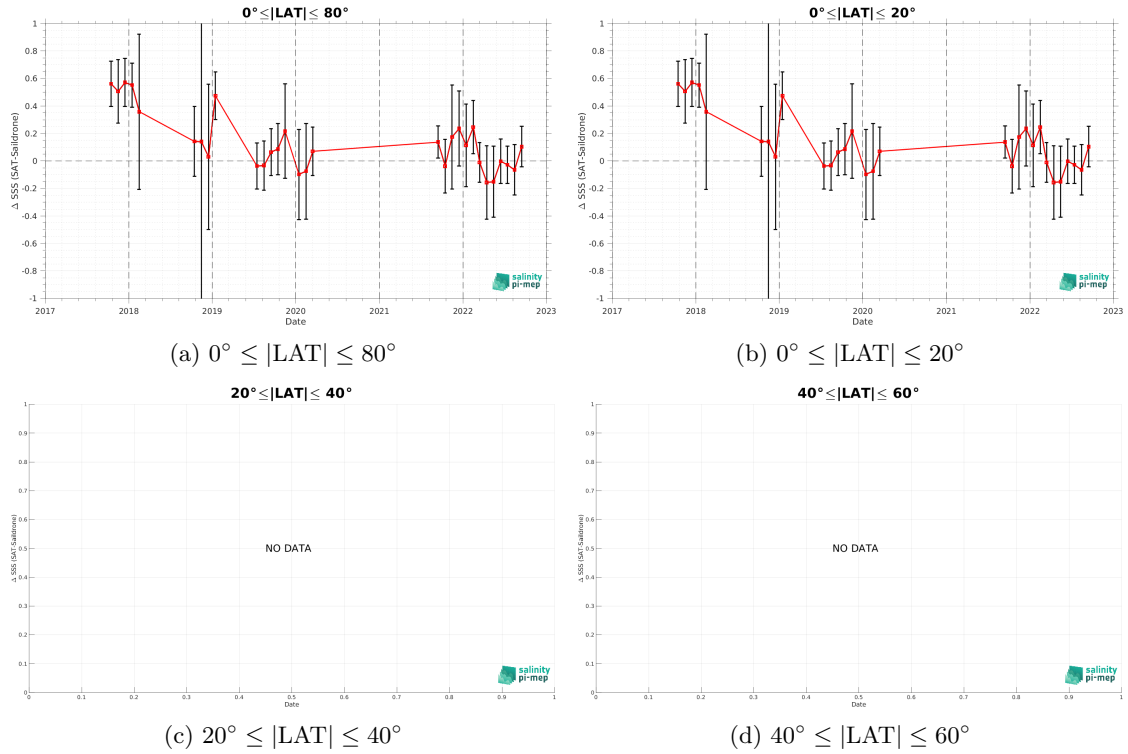 0°≤|LAT|≤ 80°
1
0.8
0.6
0.4
0.2
0
-0.2
-0.4
-0.6
-0.8
-1
Δ SSS (SAT-Saildrone)
2017 2018 2019 2020 2021 2022 2023
Date
salinity
pi-mep
(a) 0° ≤ |LAT| ≤ 80°
0°≤|LAT|≤ 20°
1
0.8
0.6
0.4
0.2
0
-0.2
-0.4
-0.6
-0.8
-1
Δ SSS (SAT-Saildrone)
2017 2018 2019 2020 2021 2022 2023
Date
salinity
pi-mep
(b) 0° ≤ |LAT| ≤ 20°
20°≤|LAT|≤ 40°
1
0.9
0.8
0.7
0.6
0.5
0.4
0.3
0.2
0.1
0
Δ SSS (SAT-Saildrone)
NO DATA
0 0.1 0.2 0.3 0.4 0.5 0.6 0.7 0.8 0.9 1
Date
salinity
pi-mep
(c) 20° ≤ |LAT| ≤ 40°
40°≤|LAT|≤ 60°
1
0.9
0.8
0.7
0.6
0.5
0.4
0.3
0.2
0.1
0
Δ SSS (SAT-Saildrone)
NO DATA
0 0.1 0.2 0.3 0.4 0.5 0.6 0.7 0.8 0.9 1
Date
salinity
pi-mep
(d) 40° ≤ |LAT| ≤ 60°